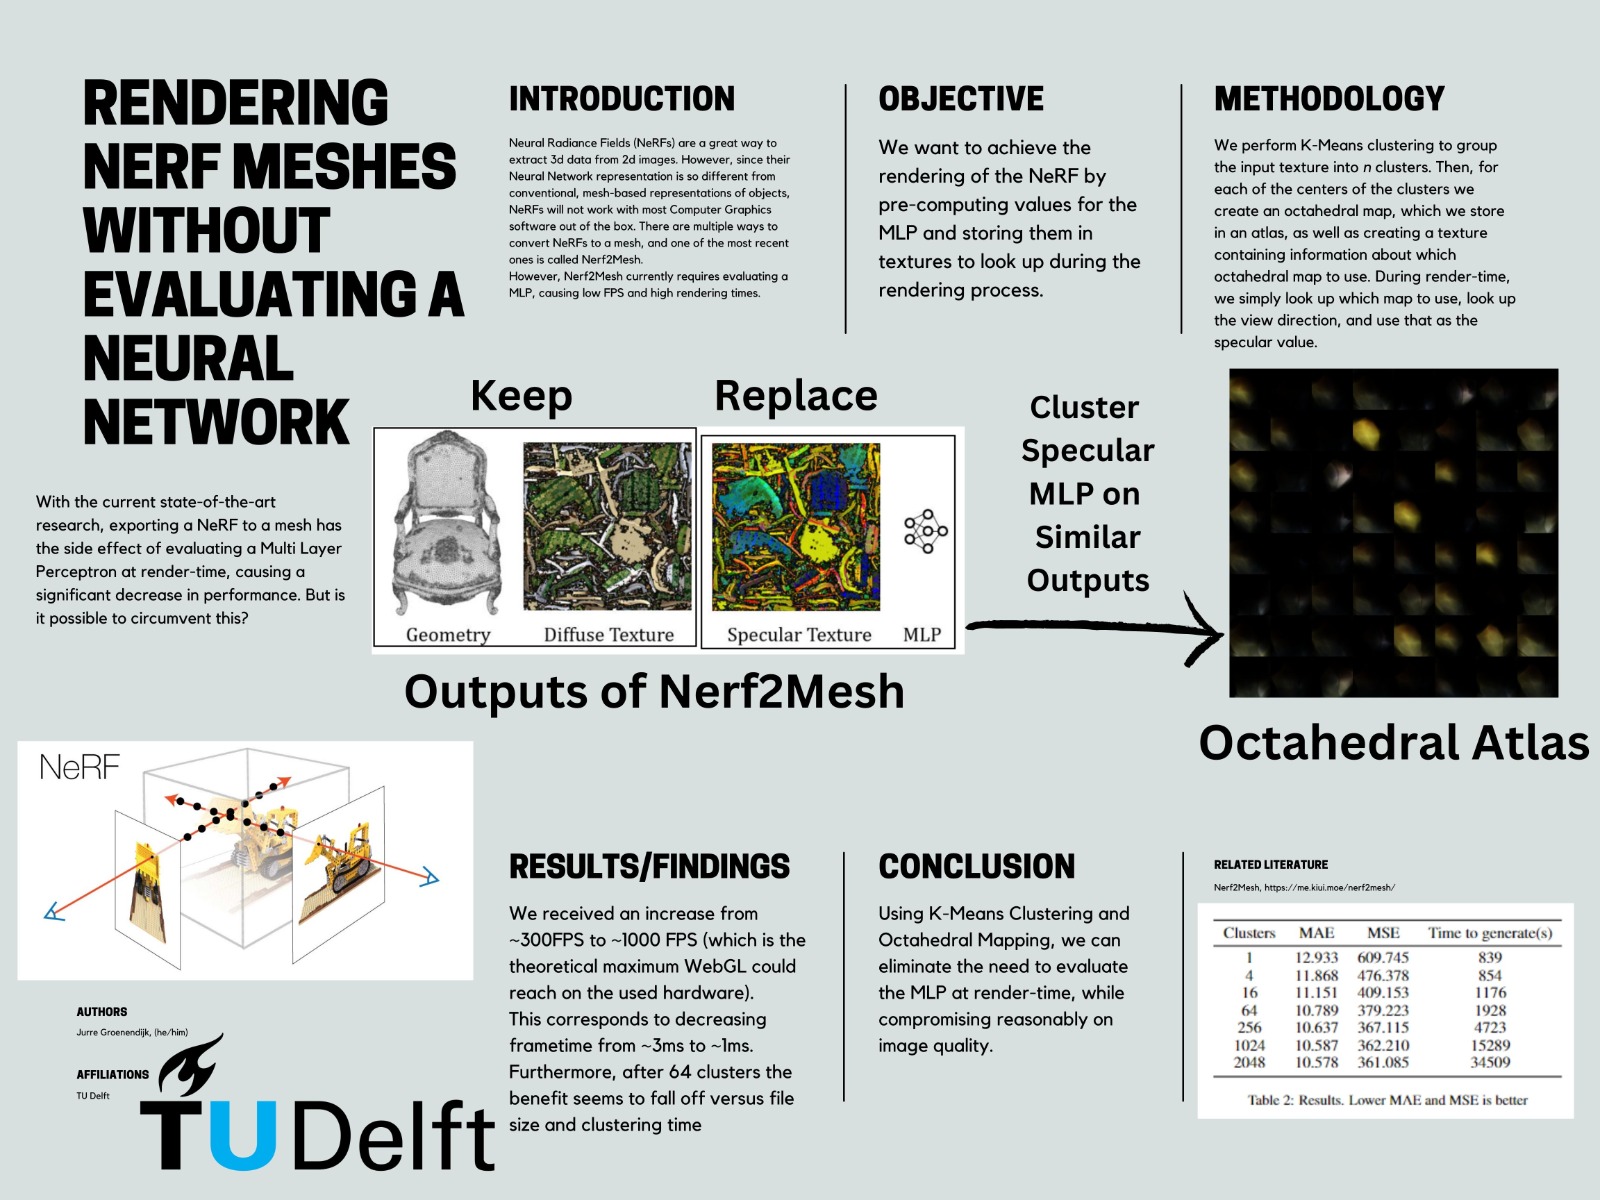 RENDERING
NERF MESHES
WITHOUT
EVALUATING A
NEURAL
NETWORK
With the current state-of-the-art
research, exporting a NeRF to a mesh has
the side effect of evaluating a Multi Layer
Perceptron at render-time, causing a
significant decrease in performance. But is
it possible to circumvent this?
INTRODUCTION
Neural Radiance Fields (NeRFs) are a great way to
extract 3d data from 2d images. However, since their
Neural Network representation is so different from
conventional, mesh-based representations of objects,
NeRFs will not work with most Computer Graphics
software out of the box. There are multiple ways to
convert NeRFs to a mesh, and one of the most recent
ones is called Nerf2Mesh.
However, Nerf2Mesh currently requires evaluating a
MLP, causing low FPS and high rendering times.
OBJECTIVE
We want to achieve the
rendering of the NeRF by
pre-computing values for the
MLP and storing them in
textures to look up during the
rendering process.
METHODOLOGY
We perform K-Means clustering to group
the input texture into n clusters. Then, for
each of the centers of the clusters we
create an octahedral map, which we store
in an atlas, as well as creating a texture
containing information about which
octahedral map to use. During render-time,
we simply look up which map to use, look up
the view direction, and use that as the
specular value.
Keep
Replace
Geometry
Diffuse Texture
Specular Texture
MLP
Outputs of Nerf2Mesh
Cluster
Specular
MLP on
Similar
Outputs
Octahedral Atlas
NeRF
AUTHORS
Jurre Groenendijk, (he/him)
AFFILIATIONS
TU Delft
TUDelft
RESULTS/FINDINGS
We received an increase from
~300FPS to ~1000 FPS (which is the
theoretical maximum WebGL could
reach on the used hardware).
This corresponds to decreasing
frametime from ~3ms to ~1ms.
Furthermore, after 64 clusters the
benefit seems to fall off versus file
size and clustering time
CONCLUSION
Using K-Means Clustering and
Octahedral Mapping, we can
eliminate the need to evaluate
the MLP at render-time, while
compromising reasonably on
image quality.
RELATED LITERATURE
Nerf2Mesh, https://me.kiui.moe/nerf2mesh/
Clusters MAE MSE Time to generate(s)
1 12.933 609.745 839
4 11.868 476.378 854
16 11.151 409.153 1176
64 10.789 379.223 1928
256 10.637 367.115 4723
1024 10.587 362.210 15289
2048 10.578 361.085 34509
Table 2: Results. Lower MAE and MSE is better